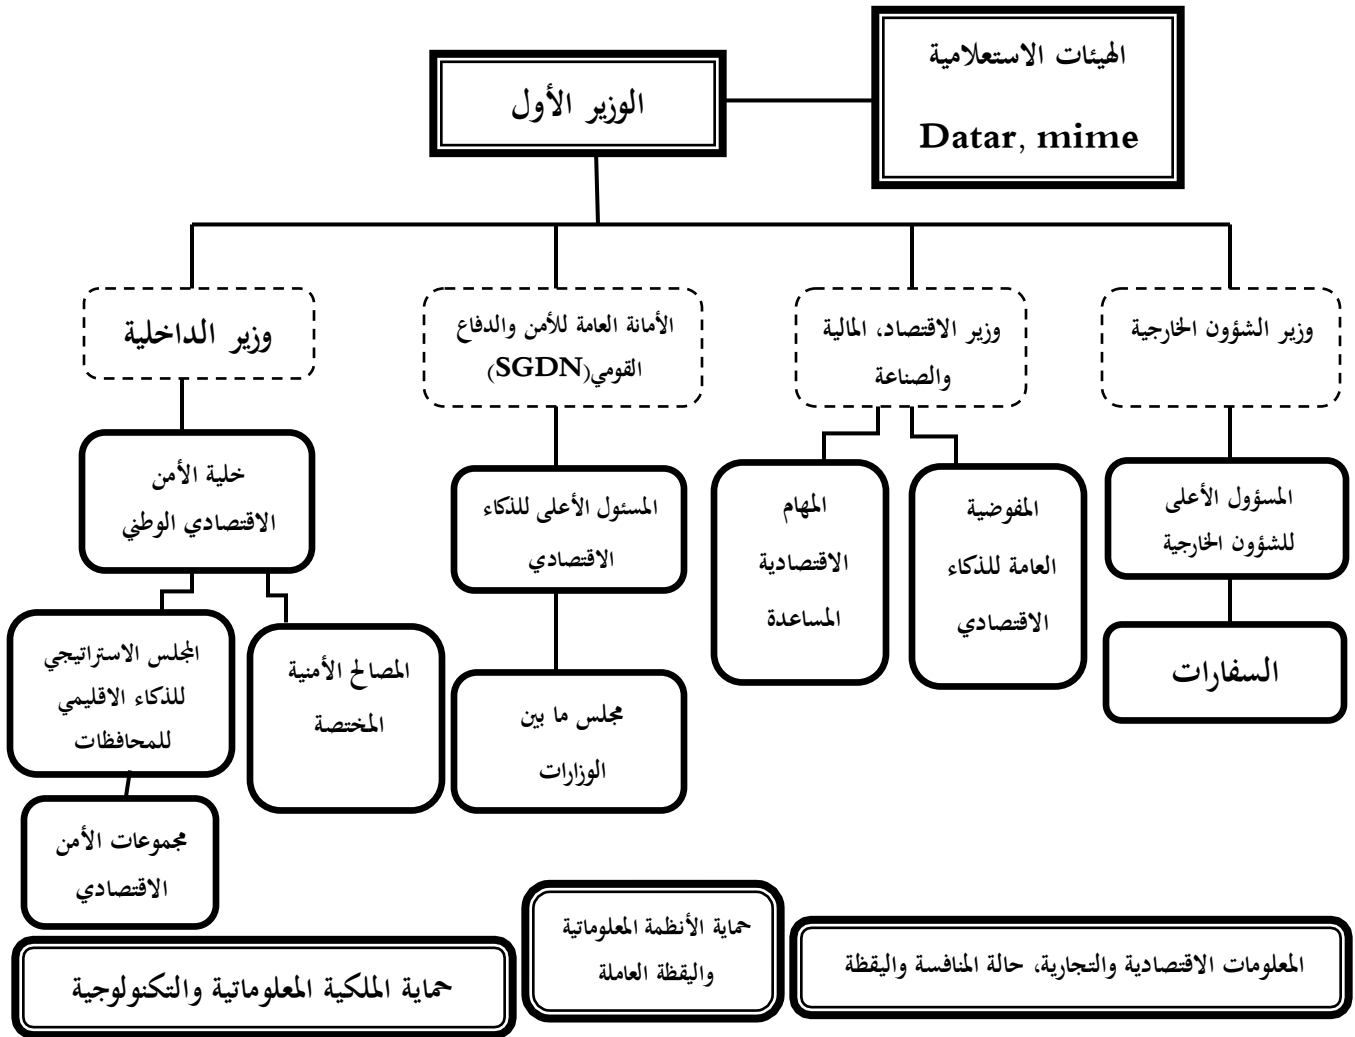 الهيئات الاستعلامية
Datar, mime
الوزير الأول
وزير الشؤون الخارجية
وزير الاقتصاد، المالية
والصناعة
الأمانة العامة للأمن والدفاع
القومي(SGDN)
وزير الداخلية
المسؤول الأعلى
للشؤون الخارجية
السفارات
المفوضية
العامة للذكاء
الاقتصادي
المهام
الاقتصادية
المساعدة
المسئول الأعلى للذكاء
الاقتصادي
مجلس ما بين
الوزارات
خلية الأمن
الاقتصادي الوطني
المصالح الأمنية
المختصة
المجلس الاستراتيجي
للذكاء الاقليمي
للمحافظات
مجموعات الأمن
الاقتصادي
المعلومات الاقتصادية والتجارية، حالة المنافسة واليقظة
حماية الأنظمة المعلوماتية
واليقظة العاملة
حماية الملكية المعلوماتية والتكنولوجية